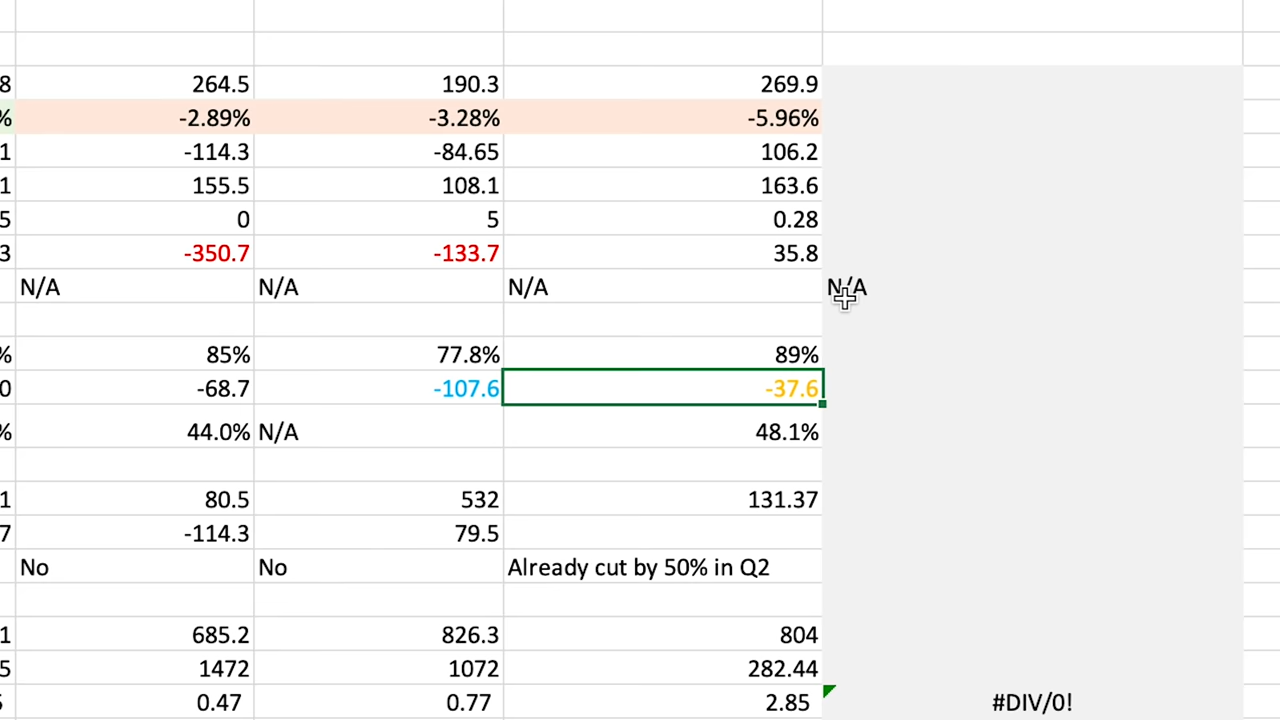 8 264.5 190.3 269.9
% -2.89% -3.28% -5.96%
1 -114.3 -84.65 106.2
1 155.5 108.1 163.6
5 0 5 0.28
3 -350.7 -133.7 35.8
N/A N/A N/A N/A
% 85% 77.8% 89%
0 -68.7 -107.6 -37.6
% 44.0% N/A 48.1%
1 80.5 532 131.37
7 -114.3 79.5
No No Already cut by 50% in Q2
1 685.2 826.3 804
5 1472 1072 282.44
0.47 0.77 2.85 #DIV/0!